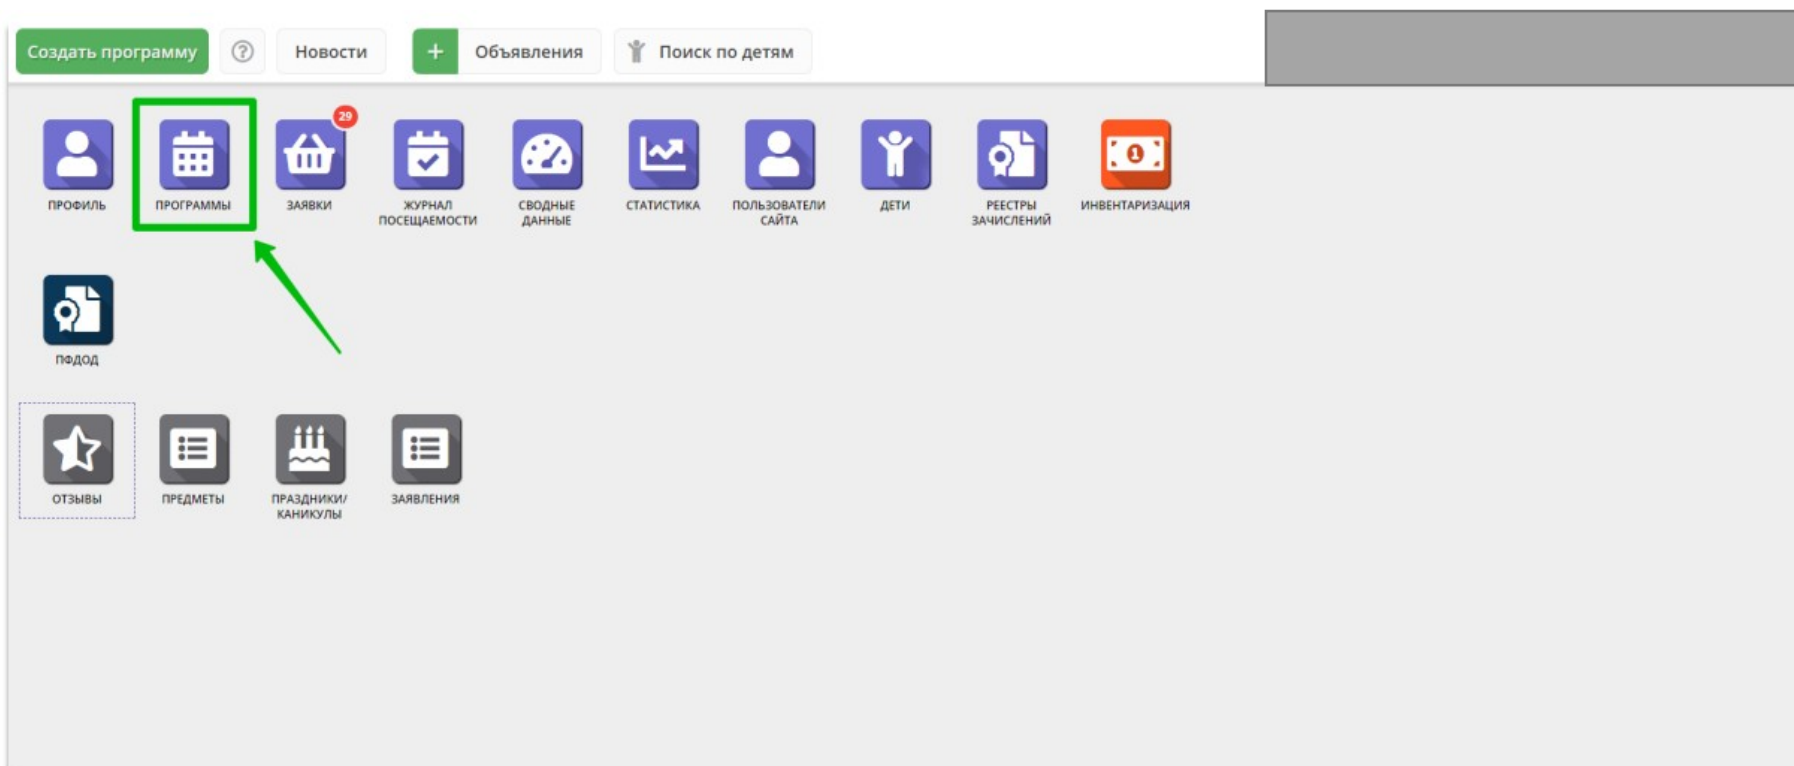 Создать программу
Новости
Объявления
Поиск по детям
29
ПРОФИЛЬ
ПРОГРАММЫ
ЗАЯВКИ
ЖУРНАЛ
ПОСЕЩАЕМОСТИ
СВОДНЫЕ
ДАННЫЕ
СТАТИСТИКА
ПОЛЬЗОВАТЕЛИ
САЙТА
ДЕТИ
РЕЕСТРЫ
ЗАЧИСЛЕНИЙ
ИНВЕНТАРИЗАЦИЯ
ПФДОД
ОТЗЫВЫ
ПРЕДМЕТЫ
ПРАЗДНИКИ/
КАНИКУЛЫ
ЗАЯВЛЕНИЯ